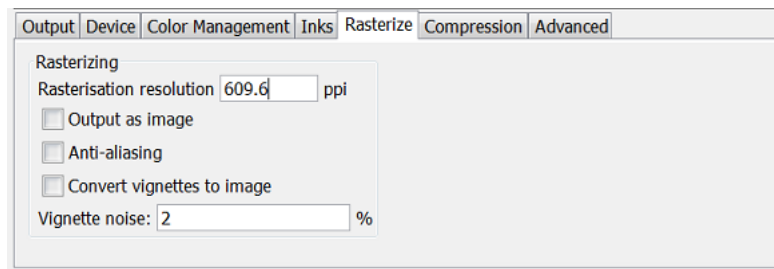 Output Device Color Management Inks Rasterize Compression Advanced
Rasterizing
Rasterisation resolution 609.6 ppi
Output as image
Anti-aliasing
Convert vignettes to image
Vignette noise: 2 %